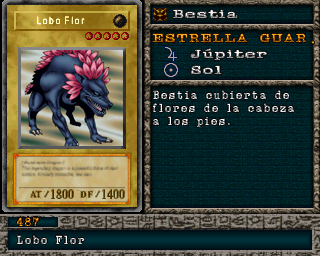 Lobo Flor
AT/1800 DF/1400
Bestia
ESTRELLA GUAR.
Júpiter
Sol
Bestia cubierta de
flores de la cabeza
a los pies.
487
Lobo Flor